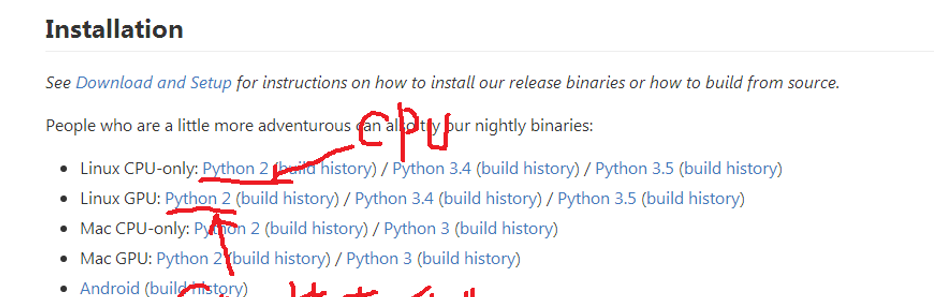 Installation
See Download and Setup for instructions on how to install our release binaries or how to build from source.
CPU
People who are a little more adventurous can also try our nightly binaries:
Linux CPU-only: Python 2 (build history) / Python 3.4 (build history) / Python 3.5 (build history)
Linux GPU: Python 2 (build history) / Python 3.4 (build history) / Python 3.5 (build history)
Mac CPU-only: Python 2 (build history) / Python 3 (build history)
Mac GPU: Python 2 (build history) / Python 3 (build history)
Android (build history)